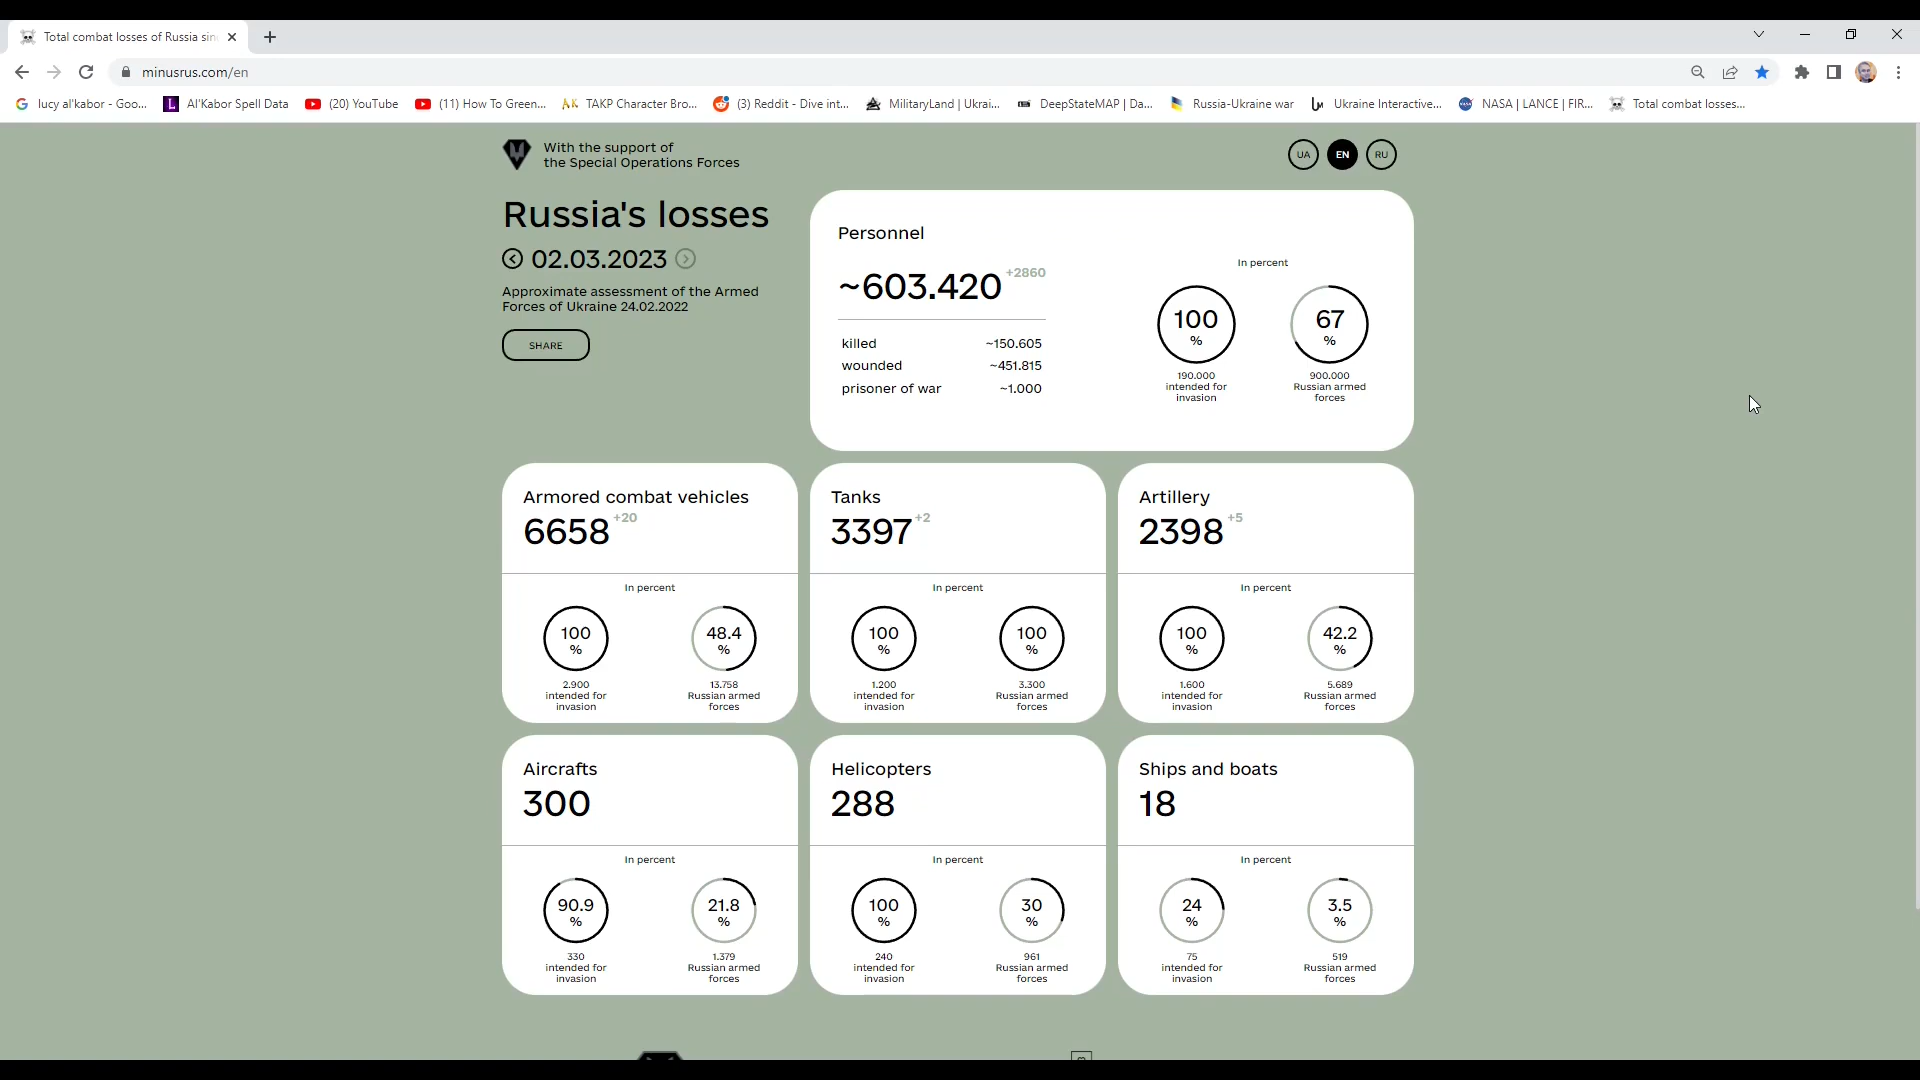 Total combat losses of Russia sin
minusrus.com/en
lucy al'kabor - Goo...
Al'Kabor Spell Data
(20) YouTube
(11) How To Green...
TAKP Character Bro...
(3) Reddit - Dive int...
MilitaryLand | Ukrai...
DeepStateMAP | Da...
Russia-Ukraine war
Ukraine Interactive...
NASA | LANCE | FIR...
Total combat losses...
With the support of
the Special Operations Forces
UA
EN
RU
Russia's losses
02.03.2023
Approximate assessment of the Armed
Forces of Ukraine 24.02.2022
SHARE
Personnel
~603.420 +2860
killed ~150.605
wounded ~451.815
prisoner of war ~1.000
In percent
100
%
190.000
intended for
invasion
67
%
900.000
Russian armed
forces
Armored combat vehicles
6658 +20
In percent
100
%
2.900
intended for
invasion
48.4
%
13.758
Russian armed
forces
Tanks
3397 +2
In percent
100
%
1.200
intended for
invasion
100
%
3.300
Russian armed
forces
Artillery
2398 +5
In percent
100
%
1.600
intended for
invasion
42.2
%
5.689
Russian armed
forces
Aircrafts
300
In percent
90.9
%
330
intended for
invasion
21.8
%
1.379
Russian armed
forces
Helicopters
288
In percent
100
%
240
intended for
invasion
30
%
961
Russian armed
forces
Ships and boats
18
In percent
24
%
75
intended for
invasion
3.5
%
519
Russian armed
forces